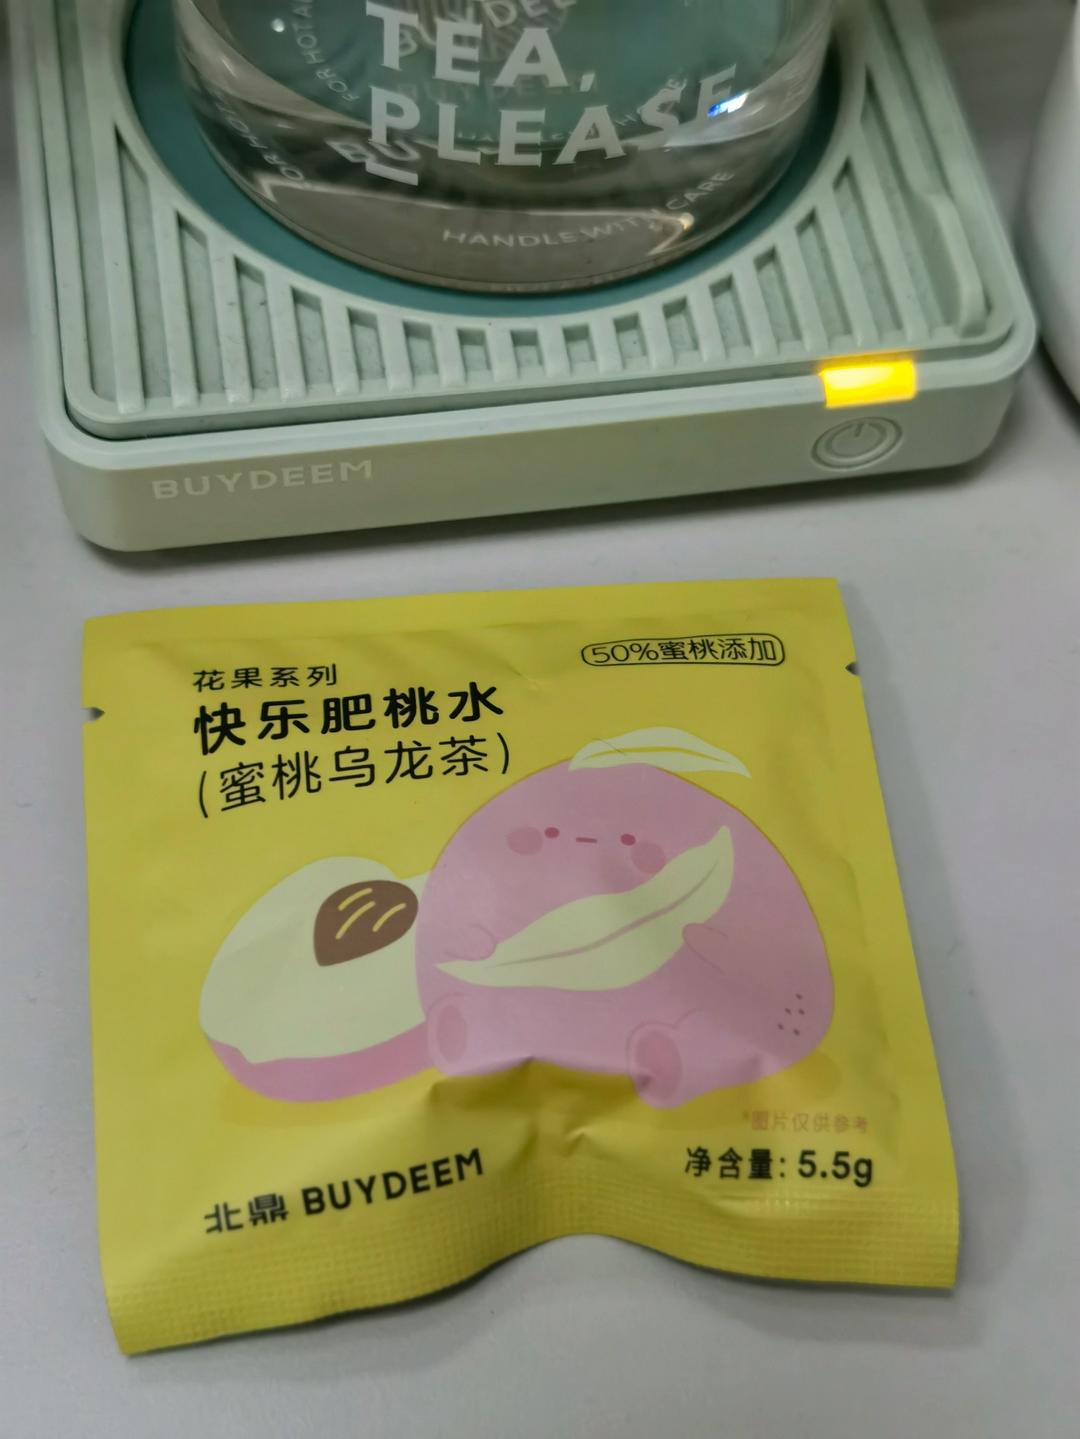 TEA,
PLEASE
HANDLE WITH CARE
BUYDEEM
花果系列
50%蜜桃添加
快乐肥桃水
(蜜桃乌龙茶)
*图片仅供参考
净含量: 5.5g
北鼎 BUYDEEM